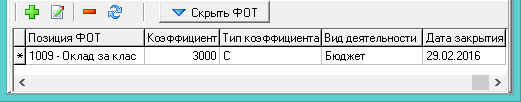 Скрыть ФОТ
Позиция ФОТ Коэффициент Тип коэффициента Вид деятельности Дата закрытия
* 1009 - Оклад за клас 3000 С Бюджет 29.02.2016